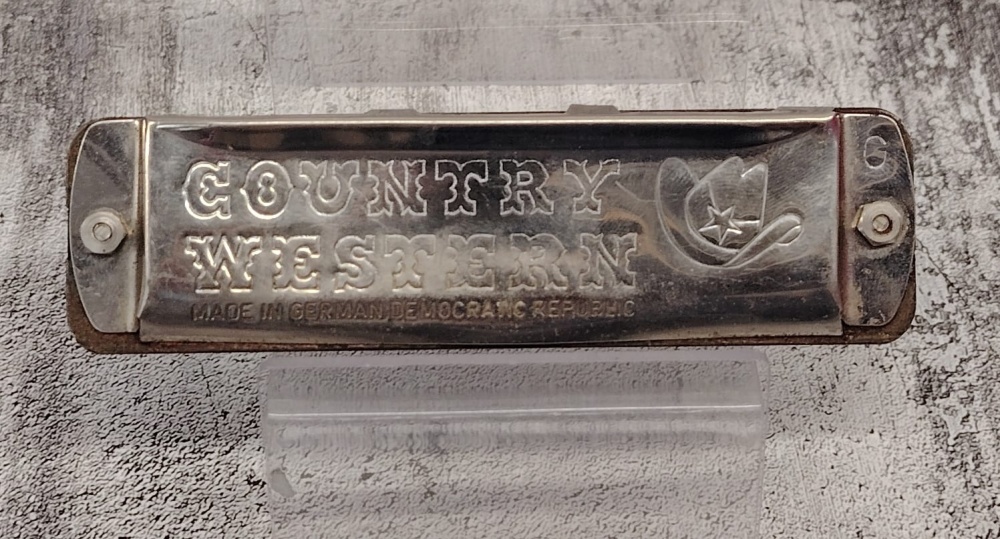 COUNTRY
WESTERN
MADE IN GERMAN DEMOCRATIC REPUBLIC
G